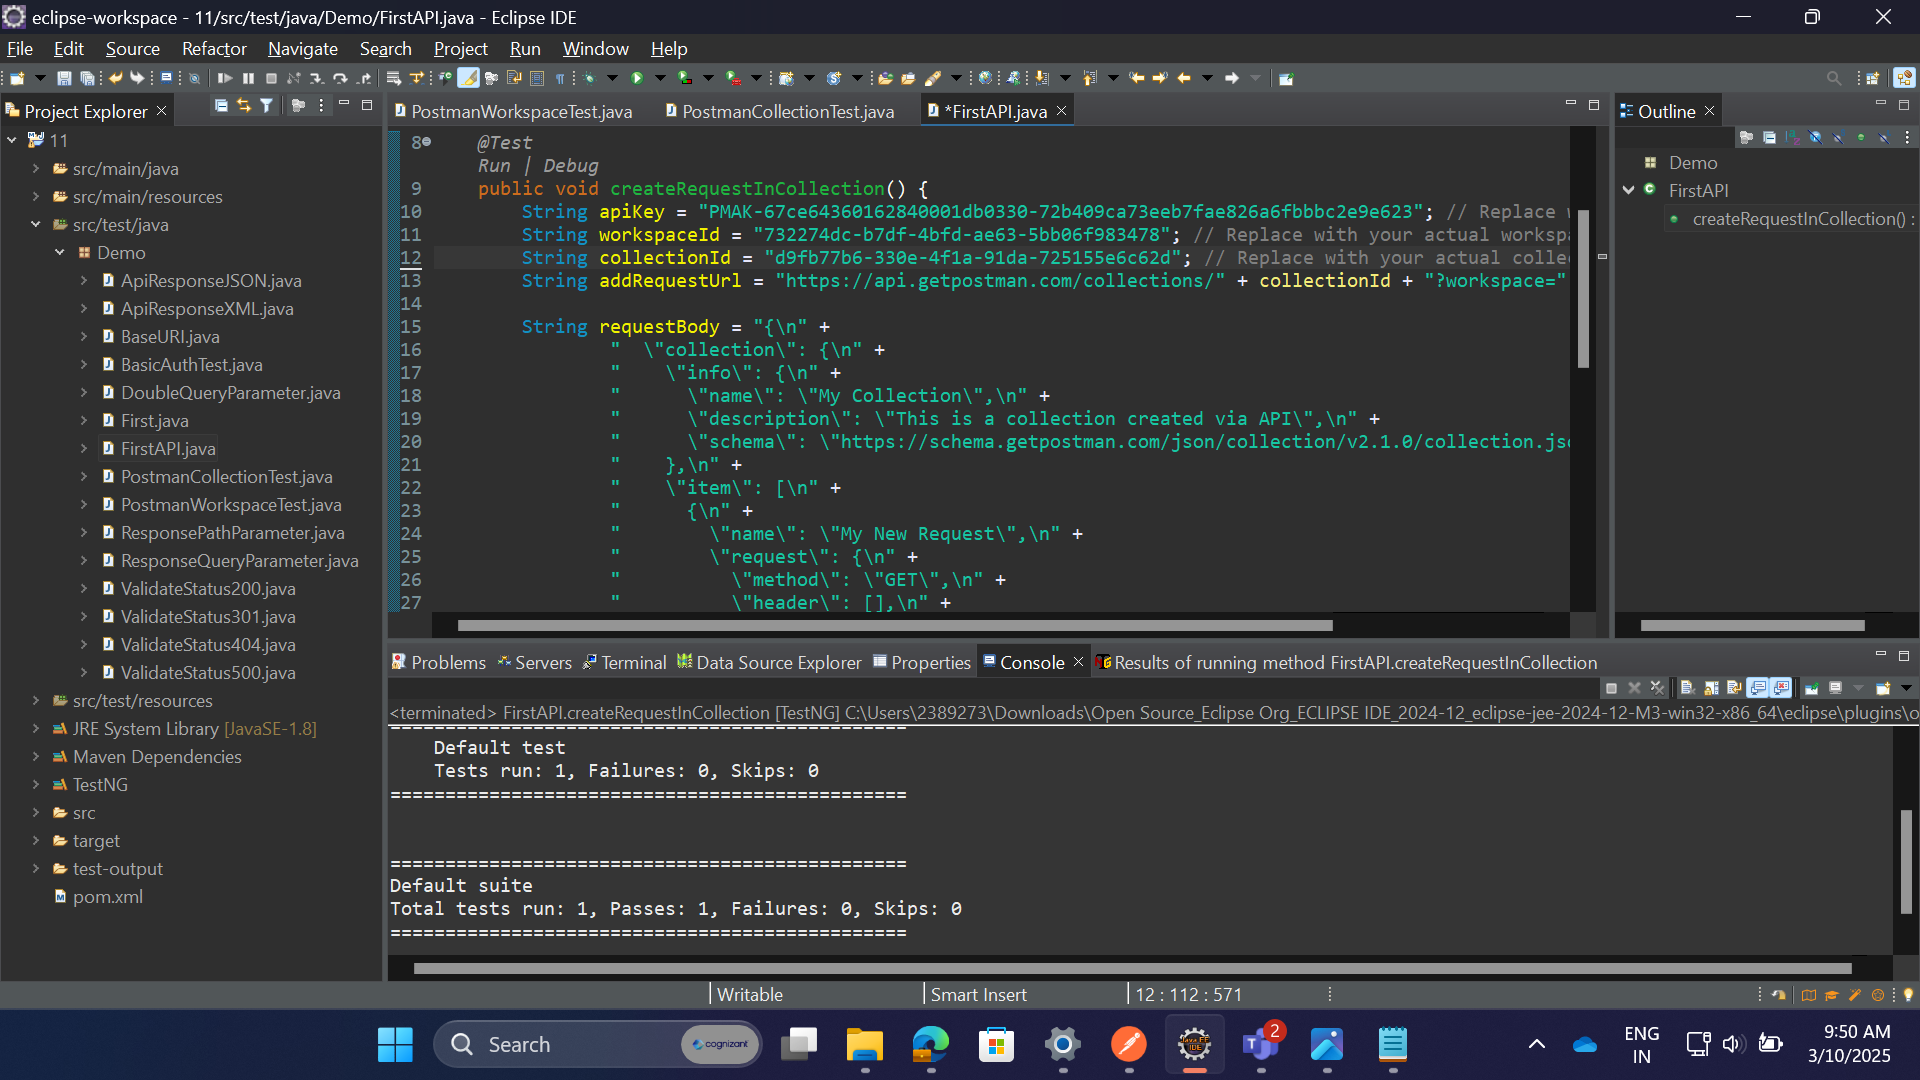 eclipse-workspace - 11/src/test/java/Demo/FirstAPI.java - Eclipse IDE
File Edit Source Refactor Navigate Search Project Run Window Help
Project Explorer
11
src/main/java
src/main/resources
src/test/java
Demo
ApiResponseJSON.java
ApiResponseXML.java
BaseURI.java
BasicAuthTest.java
DoubleQueryParameter.java
First.java
FirstAPI.java
PostmanCollectionTest.java
PostmanWorkspaceTest.java
ResponsePathParameter.java
ResponseQueryParameter.java
ValidateStatus200.java
ValidateStatus301.java
ValidateStatus404.java
ValidateStatus500.java
src/test/resources
JRE System Library [JavaSE-1.8]
Maven Dependencies
TestNG
src
target
test-output
pom.xml
PostmanWorkspaceTest.java PostmanCollectionTest.java *FirstAPI.java
8 @Test
Run | Debug
9 public void createRequestInCollection() {
10 String apiKey = "PMAK-67ce64360162840001db0330-72b409ca73eeb7fae826a6fbbbc2e9e623"; // Replace
11 String workspaceId = "732274dc-b7df-4bfd-ae63-5bb06f983478"; // Replace with your actual worksp
12 String collectionId = "d9fb77b6-330e-4f1a-91da-725155e6c62d"; // Replace with your actual colle
13 String addRequestUrl = "https://api.getpostman.com/collections/" + collectionId + "?workspace="
14
15 String requestBody = "{\n" +
16 " \"collection\": {\n" +
17 " \"info\": {\n" +
18 " \"name\": \"My Collection\",\n" +
19 " \"description\": \"This is a collection created via API\",\n" +
20 " \"schema\": \"https://schema.getpostman.com/json/collection/v2.1.0/collection.js
21 " },\n" +
22 " \"item\": [\n" +
23 " {\n" +
24 " \"name\": \"My New Request\",\n" +
25 " \"request\": {\n" +
26 " \"method\": \"GET\",\n" +
27 " \"header\": [],\n" +
Outline
Demo
FirstAPI
createRequestInCollection() :
Problems Servers Terminal Data Source Explorer Properties Console Results of running method FirstAPI.createRequestInCollection
<terminated> FirstAPI.createRequestInCollection [TestNG] C:\Users\2389273\Downloads\Open Source_Eclipse Org_ECLIPSE IDE_2024-12_eclipse-jee-2024-12-M3-win32-x86_64\eclipse\plugins\o
===============================================
Default test
Tests run: 1, Failures: 0, Skips: 0
===============================================
===============================================
Default suite
Total tests run: 1, Passes: 1, Failures: 0, Skips: 0
===============================================
Writable Smart Insert 12 : 112 : 571
Search cognizant
2
ENG
IN
9:50 AM
3/10/2025